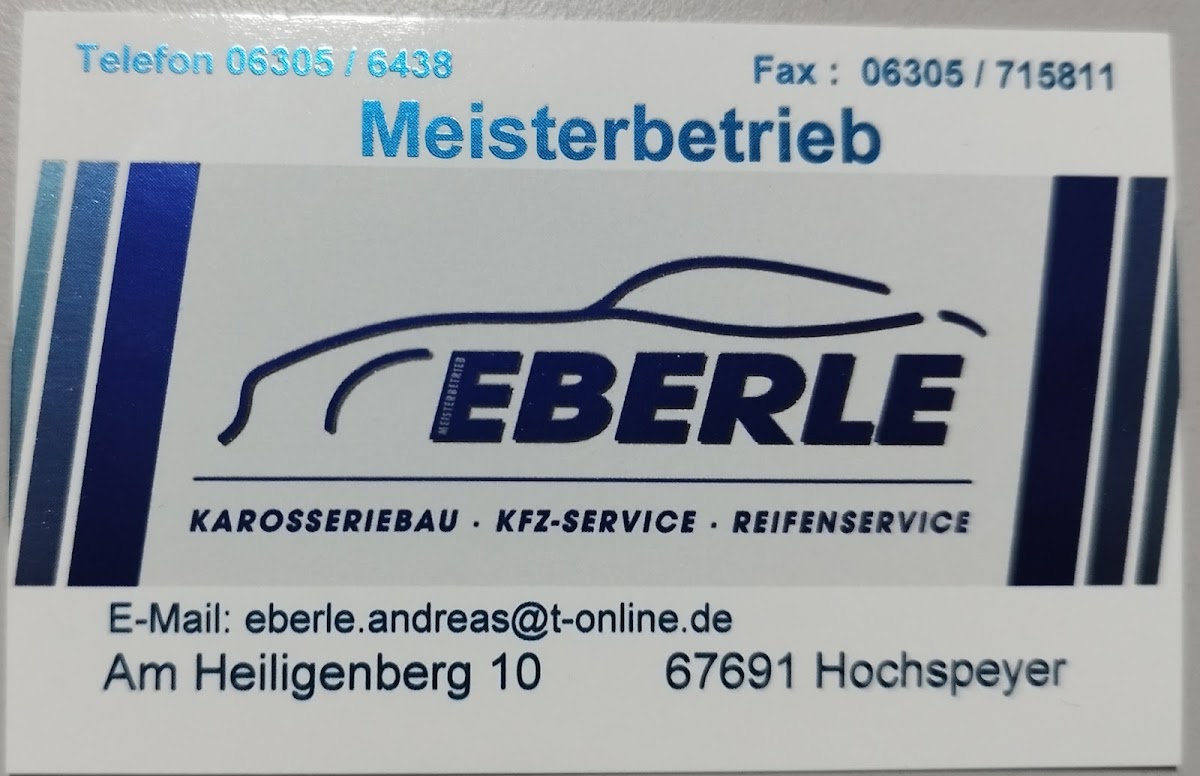 Telefon 06305 / 6438
Fax : 06305 / 715811
Meisterbetrieb
MEISTERBETRIEB
EBERLE
KAROSSERIEBAU · KFZ-SERVICE · REIFENSERVICE
E-Mail: eberle.andreas@t-online.de
Am Heiligenberg 10 67691 Hochspeyer